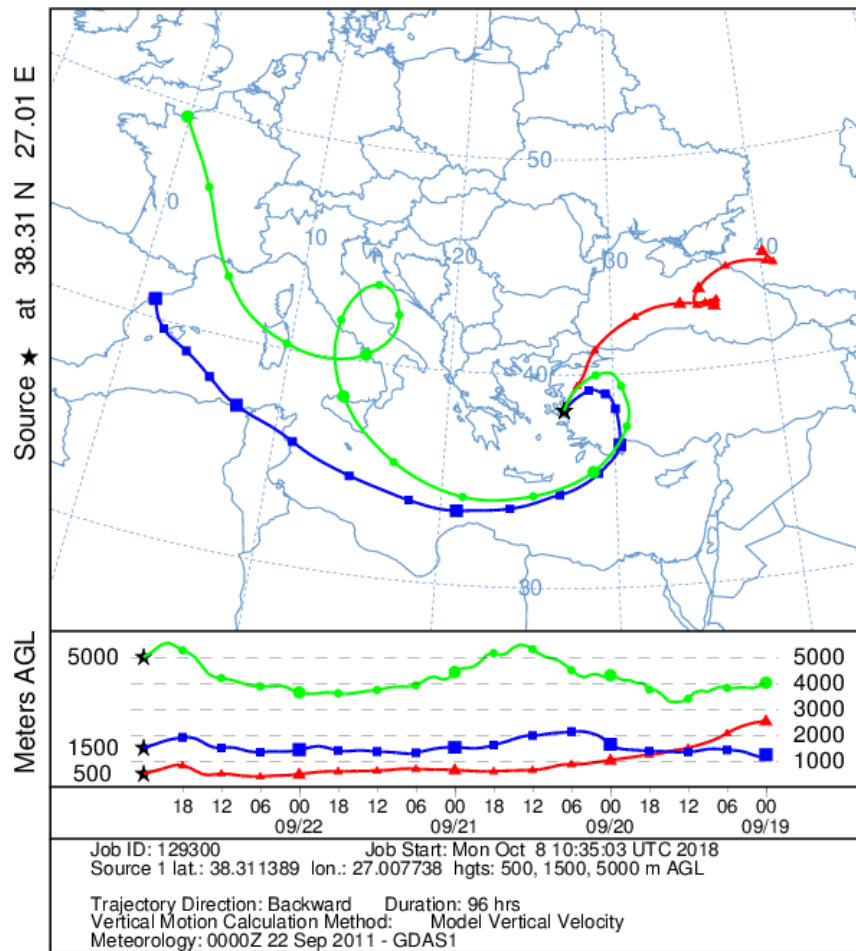 Source ★ at 38.31 N 27.01 E
50
0
40
10
20
30
40
30
Meters AGL
5000 5000
4000
3000
2000
1500
1000
500
18 12 06 00 18 12 06 00 18 12 06 00 18 12 06 00
09/22 09/21 09/20 09/19
Job ID: 129300 Job Start: Mon Oct 8 10:35:03 UTC 2018
Source 1 lat.: 38.311389 lon.: 27.007738 hgts: 500, 1500, 5000 m AGL
Trajectory Direction: Backward Duration: 96 hrs
Vertical Motion Calculation Method: Model Vertical Velocity
Meteorology: 0000Z 22 Sep 2011 - GDAS1